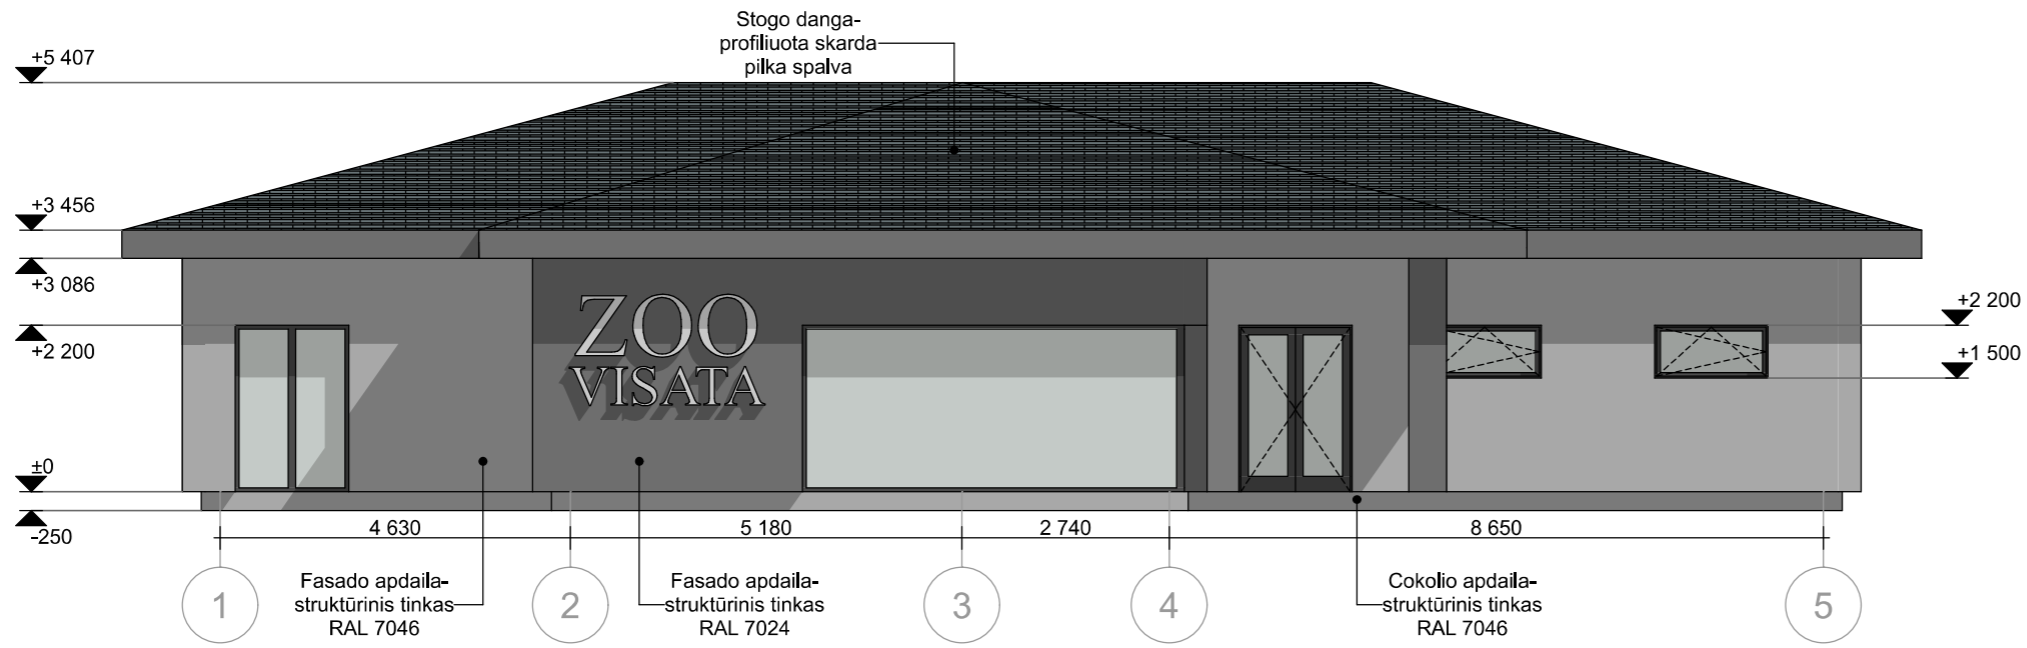 Stogo danga-
profiliuota skarda
pilka spalva
+5 407
+3 456
+3 086
+2 200
±0
-250
+2 200
+1 500
ZOO
VISATA
4 630
5 180
2 740
8 650
1
2
3
4
5
Fasado apdaila-
struktūrinis tinkas
RAL 7046
Fasado apdaila-
struktūrinis tinkas
RAL 7024
Cokolio apdaila-
struktūrinis tinkas
RAL 7046